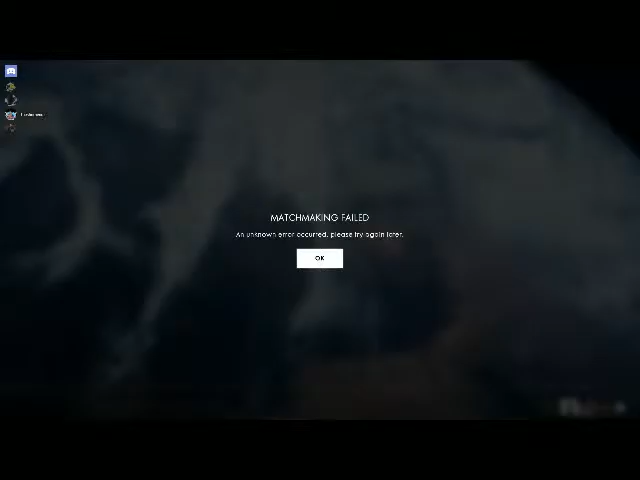 MATCHMAKING FAILED
An unknown error occurred, please try again later.
OK